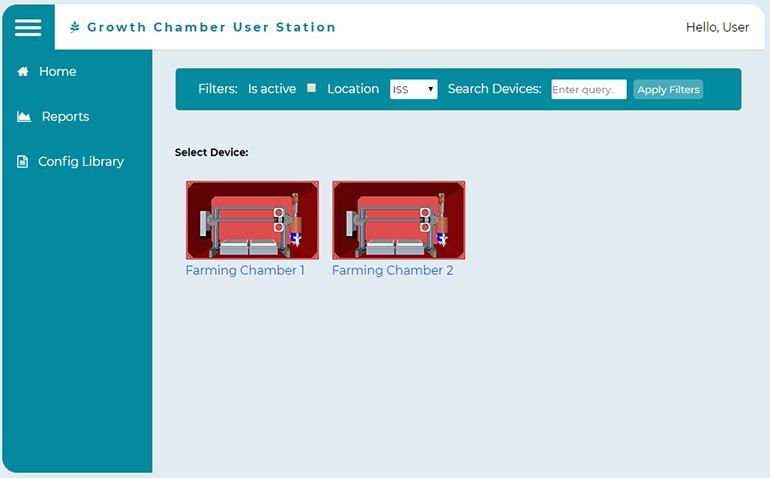 Growth Chamber User Station
Hello, User
Home
Reports
Config Library
Filters: Is active Location ISS Search Devices: Enter query.. Apply Filters
Select Device:
Farming Chamber 1
Farming Chamber 2